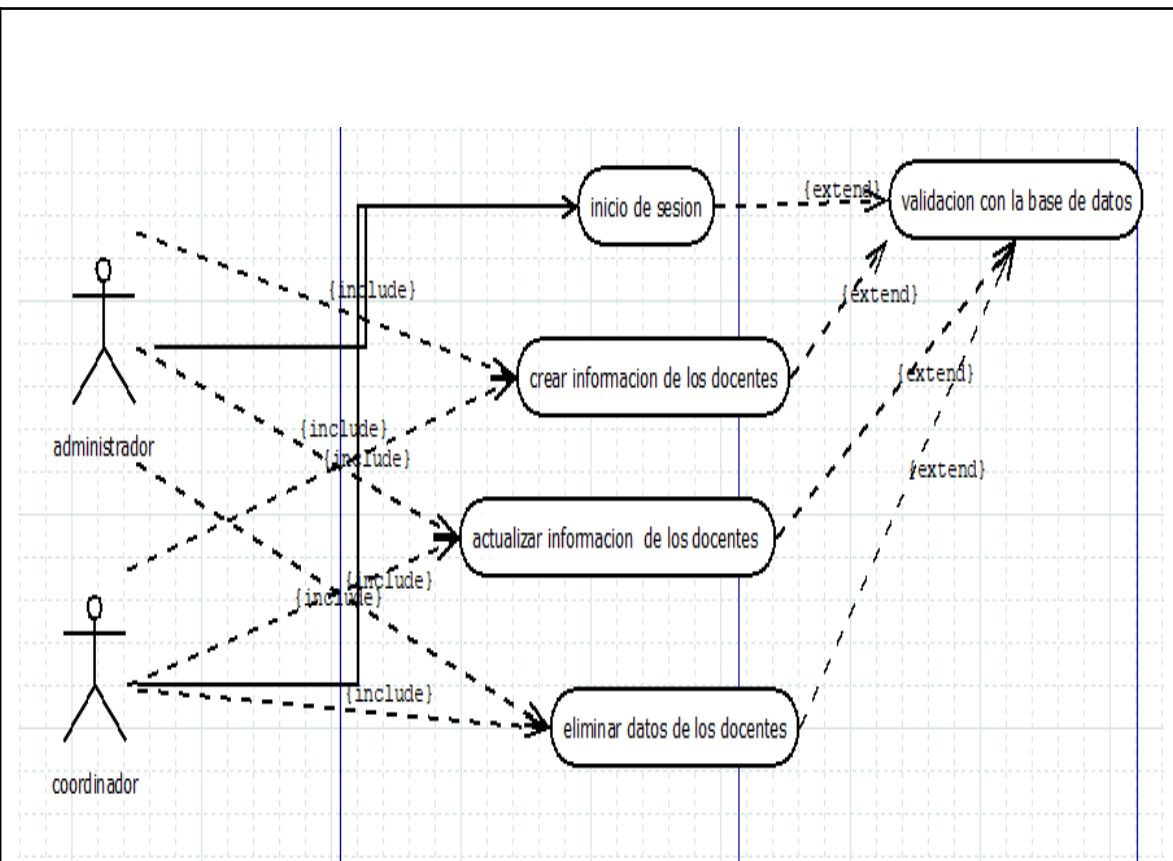 inicio de sesion
{extend}
validacion con la base de datos
{include}
{extend}
crear informacion de los docentes
{extend}
administrador
{include}
{include}
{extend}
actualizar informacion de los docentes
{include}
{include}
{include}
eliminar datos de los docentes
coordinador